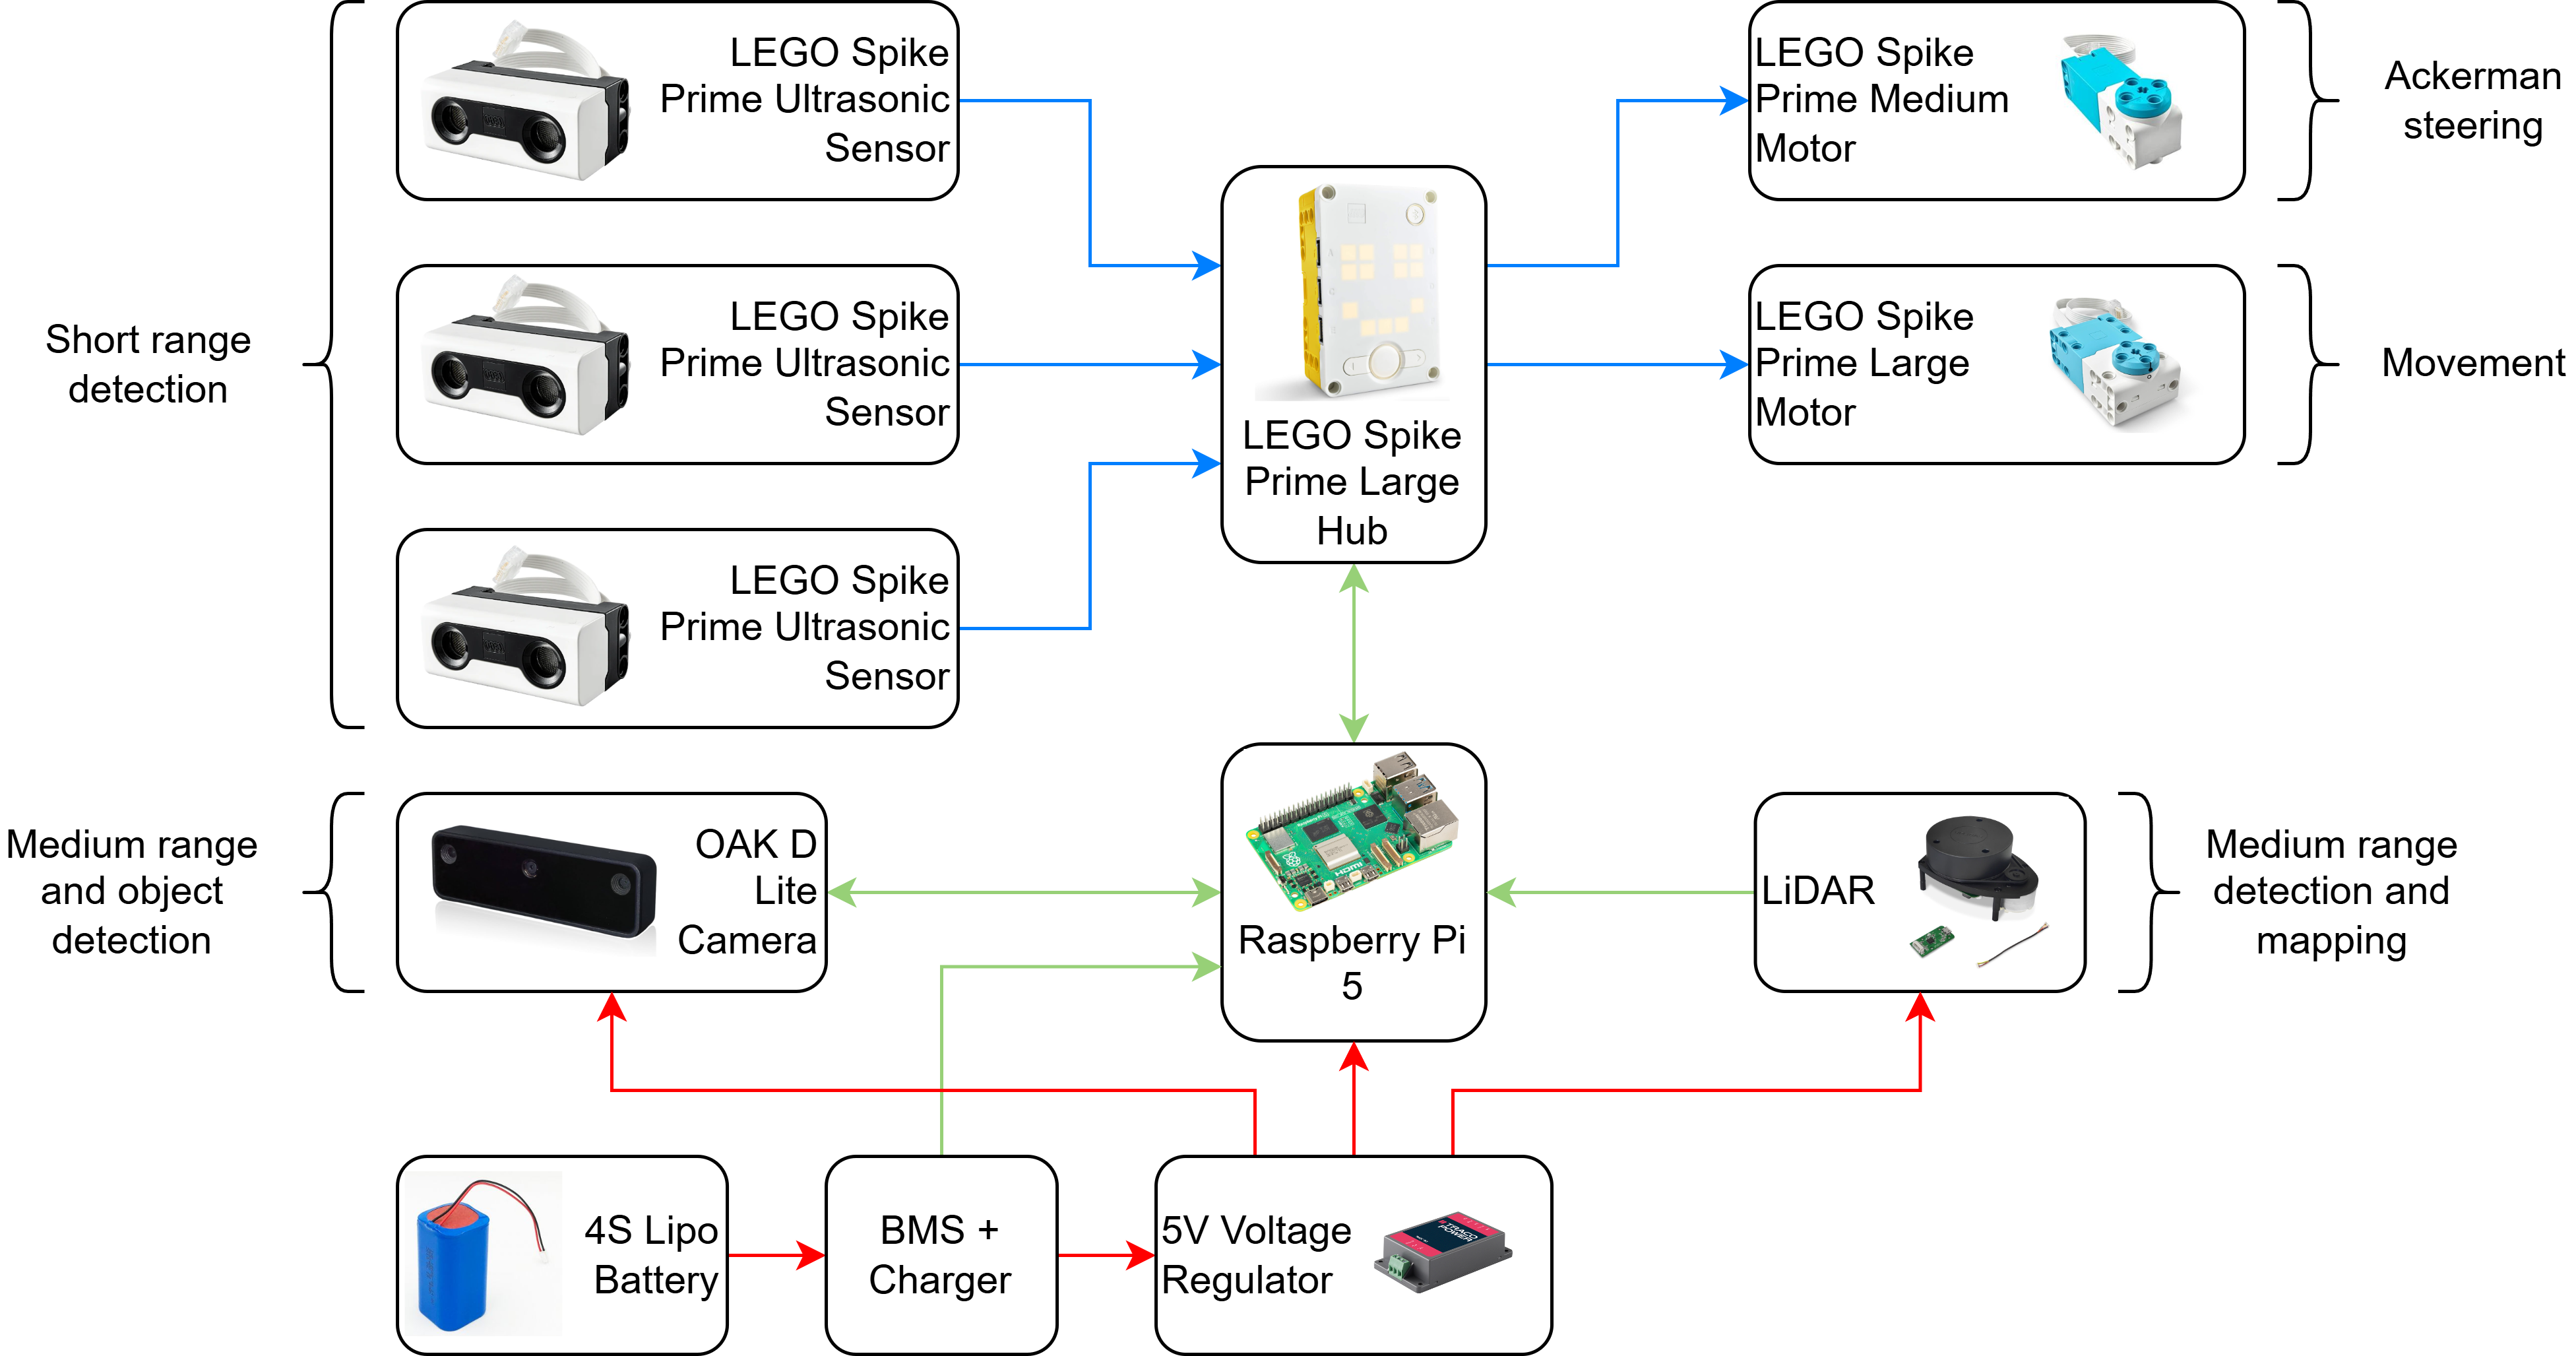 LEGO Spike
Prime Ultrasonic
Sensor
LEGO Spike
Prime Medium
Motor
Ackerman
steering
Short range
detection
LEGO Spike
Prime Ultrasonic
Sensor
LEGO Spike
Prime Large
Hub
LEGO Spike
Prime Large
Motor
Movement
LEGO Spike
Prime Ultrasonic
Sensor
Medium range
and object
detection
OAK D
Lite
Camera
HDMI
Raspberry Pi
5
LiDAR
Medium range
detection and
mapping
4S Lipo
Battery
BMS +
Charger
5V Voltage
Regulator
TRACO
POWER